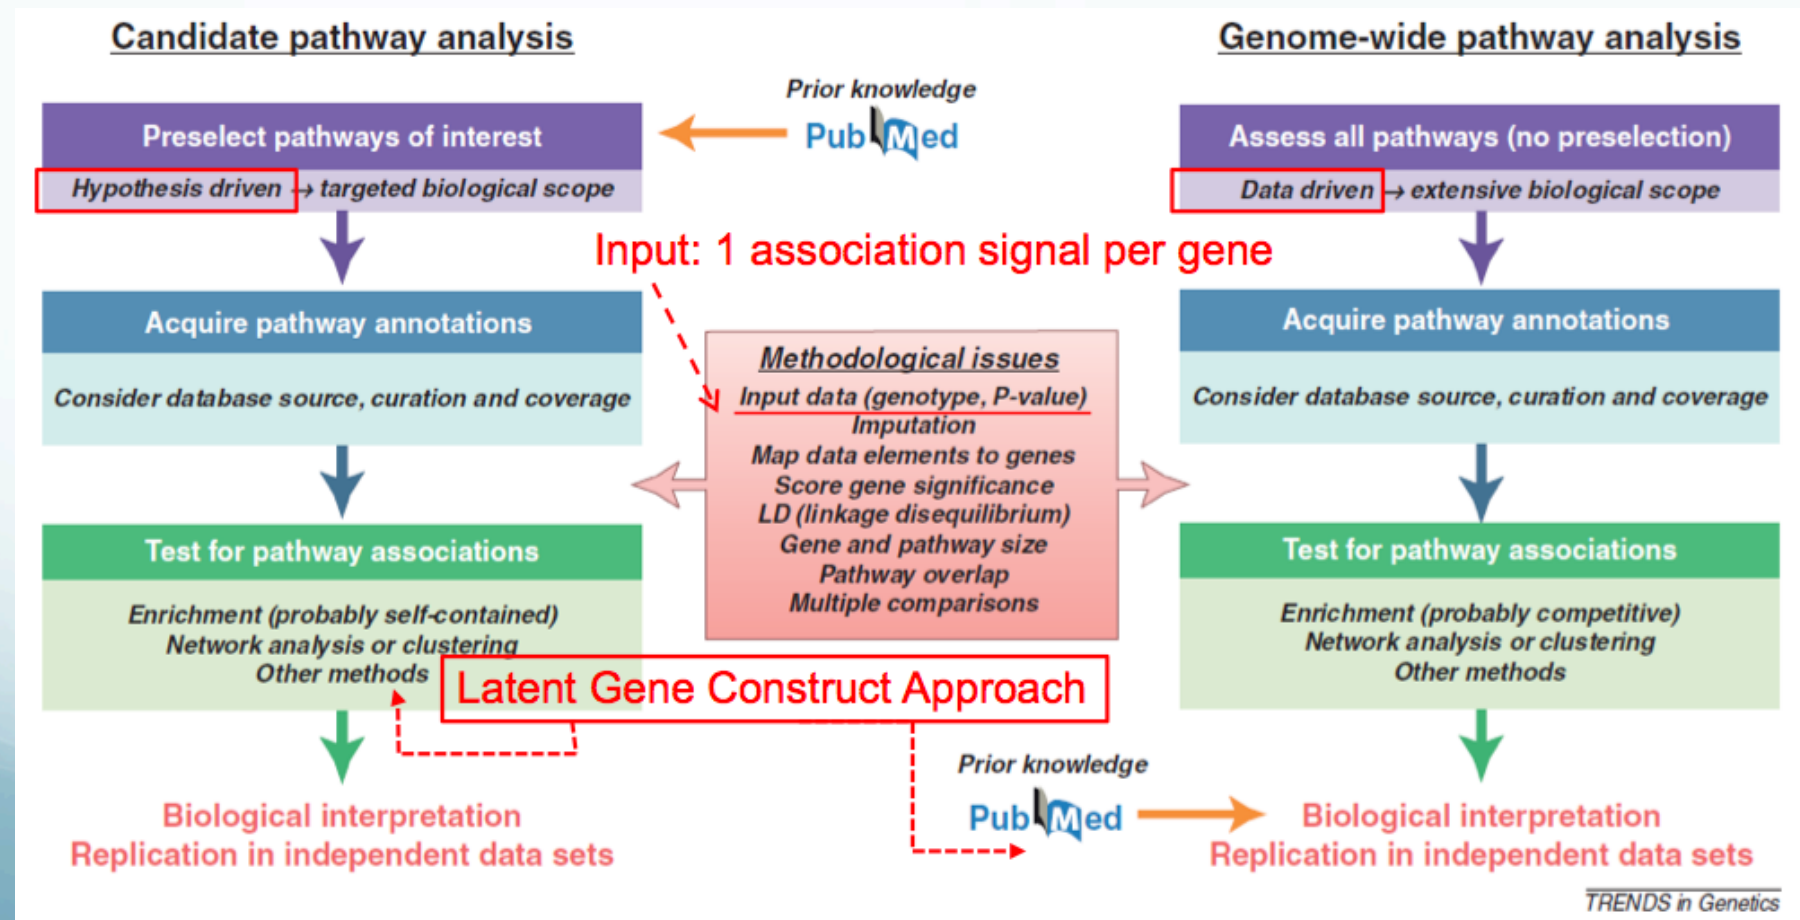 Candidate pathway analysis
Genome-wide pathway analysis
Prior knowledge
PubMed
Preselect pathways of interest
Hypothesis driven → targeted biological scope
Assess all pathways (no preselection)
Data driven → extensive biological scope
Input: 1 association signal per gene
Acquire pathway annotations
Consider database source, curation and coverage
Methodological issues
Input data (genotype, P-value)
Imputation
Map data elements to genes
Score gene significance
LD (linkage disequilibrium)
Gene and pathway size
Pathway overlap
Multiple comparisons
Acquire pathway annotations
Consider database source, curation and coverage
Test for pathway associations
Enrichment (probably self-contained)
Network analysis or clustering
Other methods
Test for pathway associations
Enrichment (probably competitive)
Network analysis or clustering
Other methods
Latent Gene Construct Approach
Prior knowledge
PubMed
Biological interpretation
Replication in independent data sets
Biological interpretation
Replication in independent data sets
TRENDS in Genetics